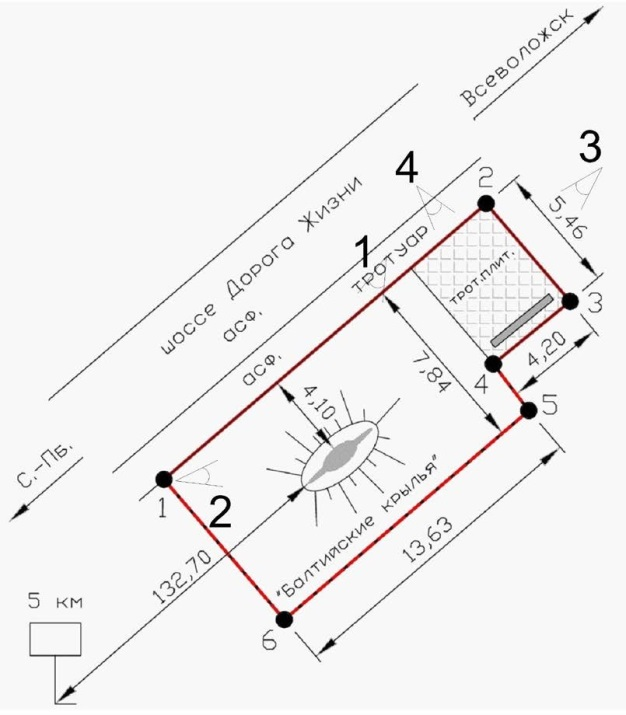 Всеволожск
3
4
2
шоссе Дорога Жизни
5,46
1
тротуар
трот.плит.
асф.
3
асф.
4,20
7,84
4
4,10
5
С.-Пб.
1
2
"Балтийские крылья"
13,63
132,70
5 км
6